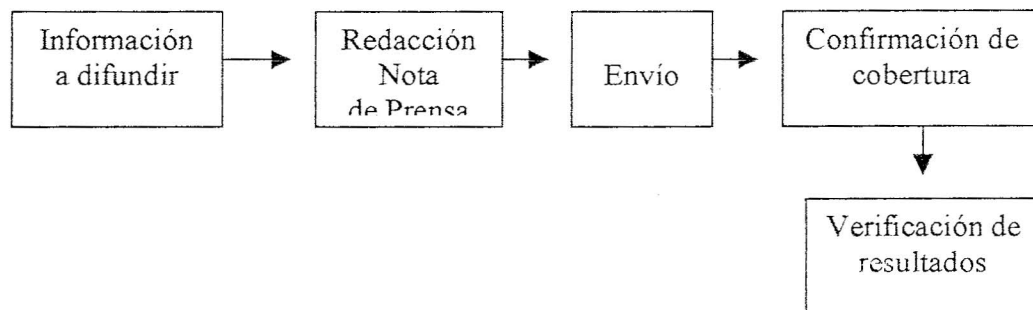 Información
a difundir
Redacción
Nota
de Prensa
Envío
Confirmación de
cobertura
Verificación de
resultados